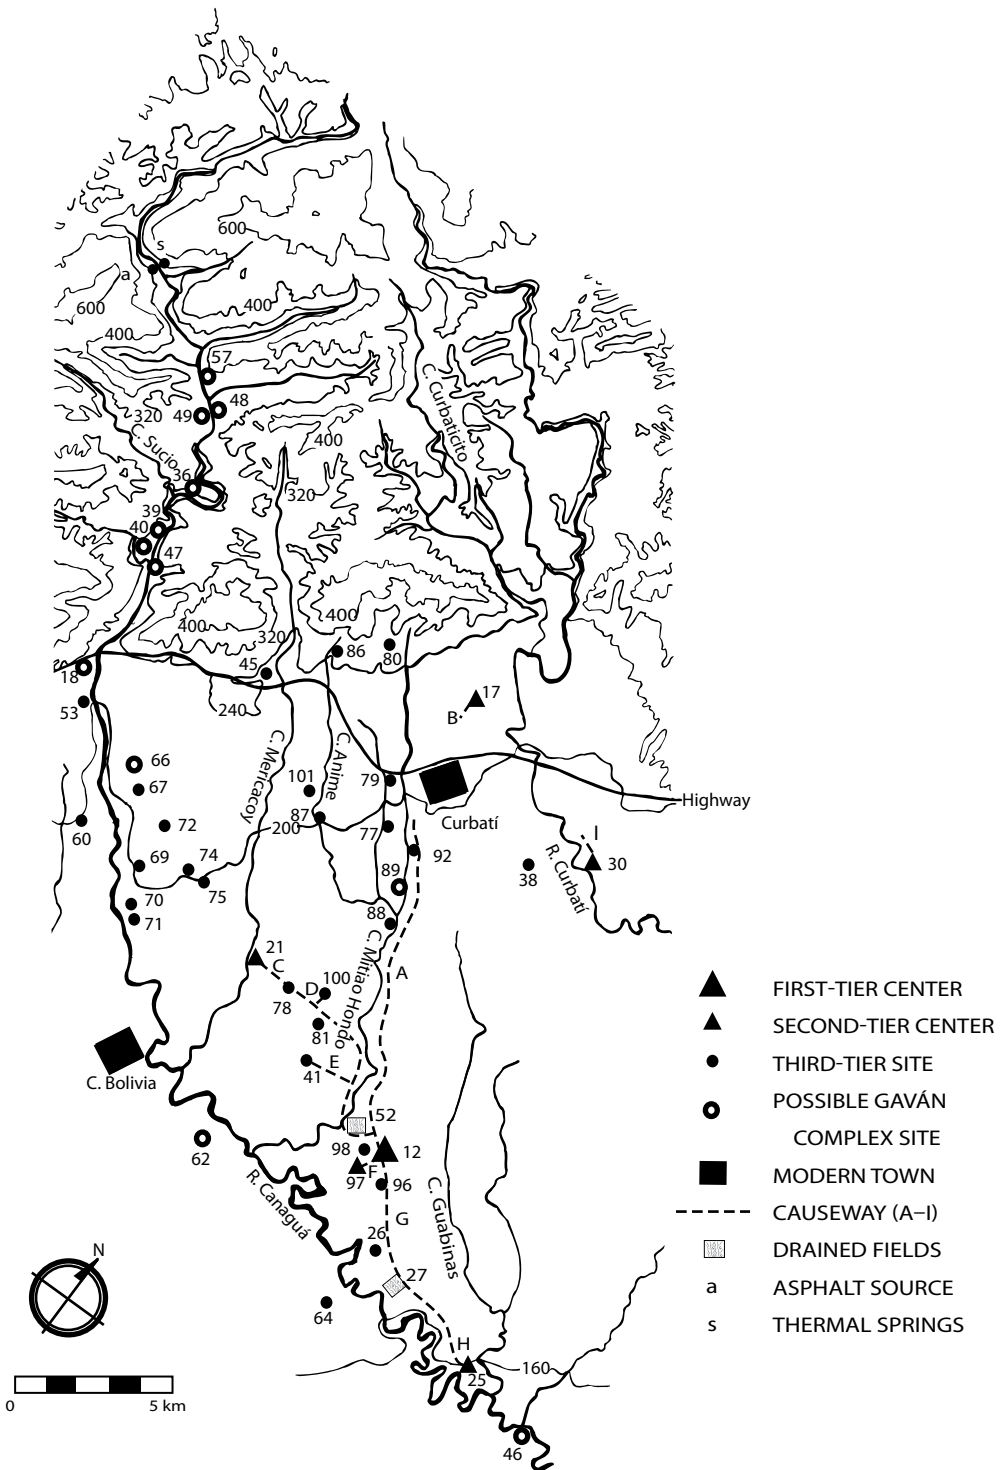 600
s
a
600
400
400
57
C. Curbaticito
48
320
49
400
C. Sucio
36
320
39
40
47
400
400
320
86
80
45
18
17
53
240
B
C. Mericacoy
C. Anime
66
101
79
67
Highway
87
Curbatí
60
72
200
77
I
92
69
74
R. Curbatí
38
30
75
89
70
71
88
21
C. Mitiao Hondo
C
A
100
D
78
81
E
41
C. Bolivia
52
98
12
62
F
97
96
R. Canaguá
C. Guabinas
G
26
27
64
H
160
25
46
N
0
5 km
FIRST-TIER CENTER
SECOND-TIER CENTER
THIRD-TIER SITE
POSSIBLE GAVÁN
COMPLEX SITE
MODERN TOWN
CAUSEWAY (A–I)
DRAINED FIELDS
a ASPHALT SOURCE
s THERMAL SPRINGS